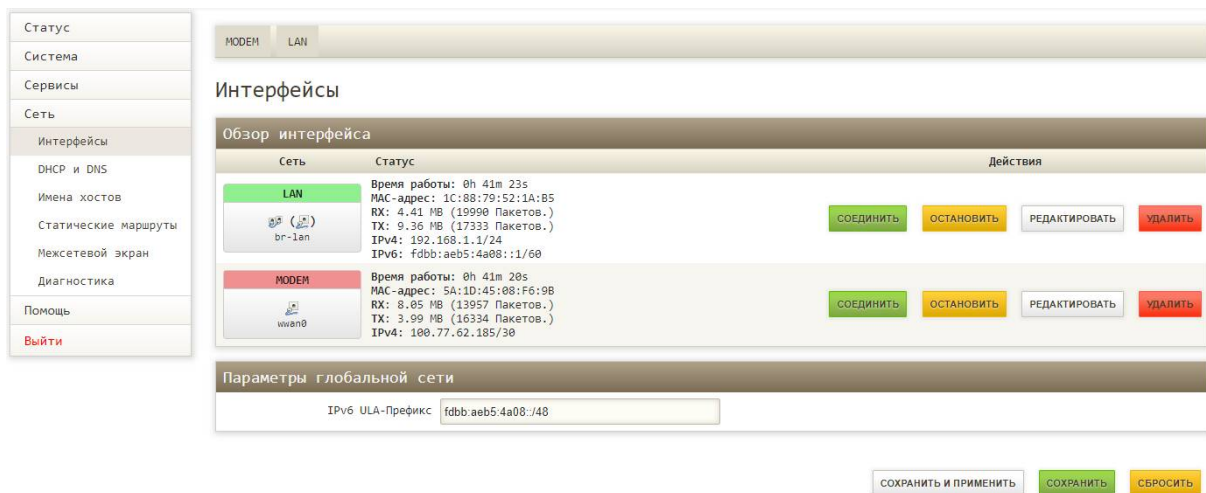 Статус
Система
Сервисы
Сеть
Интерфейсы
DHCP и DNS
Имена хостов
Статические маршруты
Межсетевой экран
Диагностика
Помощь
Выйти
MODEM LAN
Интерфейсы
Обзор интерфейса
Сеть Статус Действия
LAN
br-lan
Время работы: 0h 41m 23s
MAC-адрес: 1C:88:79:52:1A:B5
RX: 4.41 MB (19990 Пакетов.)
TX: 9.36 MB (17333 Пакетов.)
IPv4: 192.168.1.1/24
IPv6: fdbb:aeb5:4a08::1/60
СОЕДИНИТЬ ОСТАНОВИТЬ РЕДАКТИРОВАТЬ УДАЛИТЬ
MODEM
wwan0
Время работы: 0h 41m 20s
MAC-адрес: 5A:1D:45:08:F6:9B
RX: 8.05 MB (13957 Пакетов.)
TX: 3.99 MB (16334 Пакетов.)
IPv4: 100.77.62.185/30
СОЕДИНИТЬ ОСТАНОВИТЬ РЕДАКТИРОВАТЬ УДАЛИТЬ
Параметры глобальной сети
IPv6 ULA-Префикс fdbb:aeb5:4a08::/48
СОХРАНИТЬ И ПРИМЕНИТЬ СОХРАНИТЬ СБРОСИТЬ